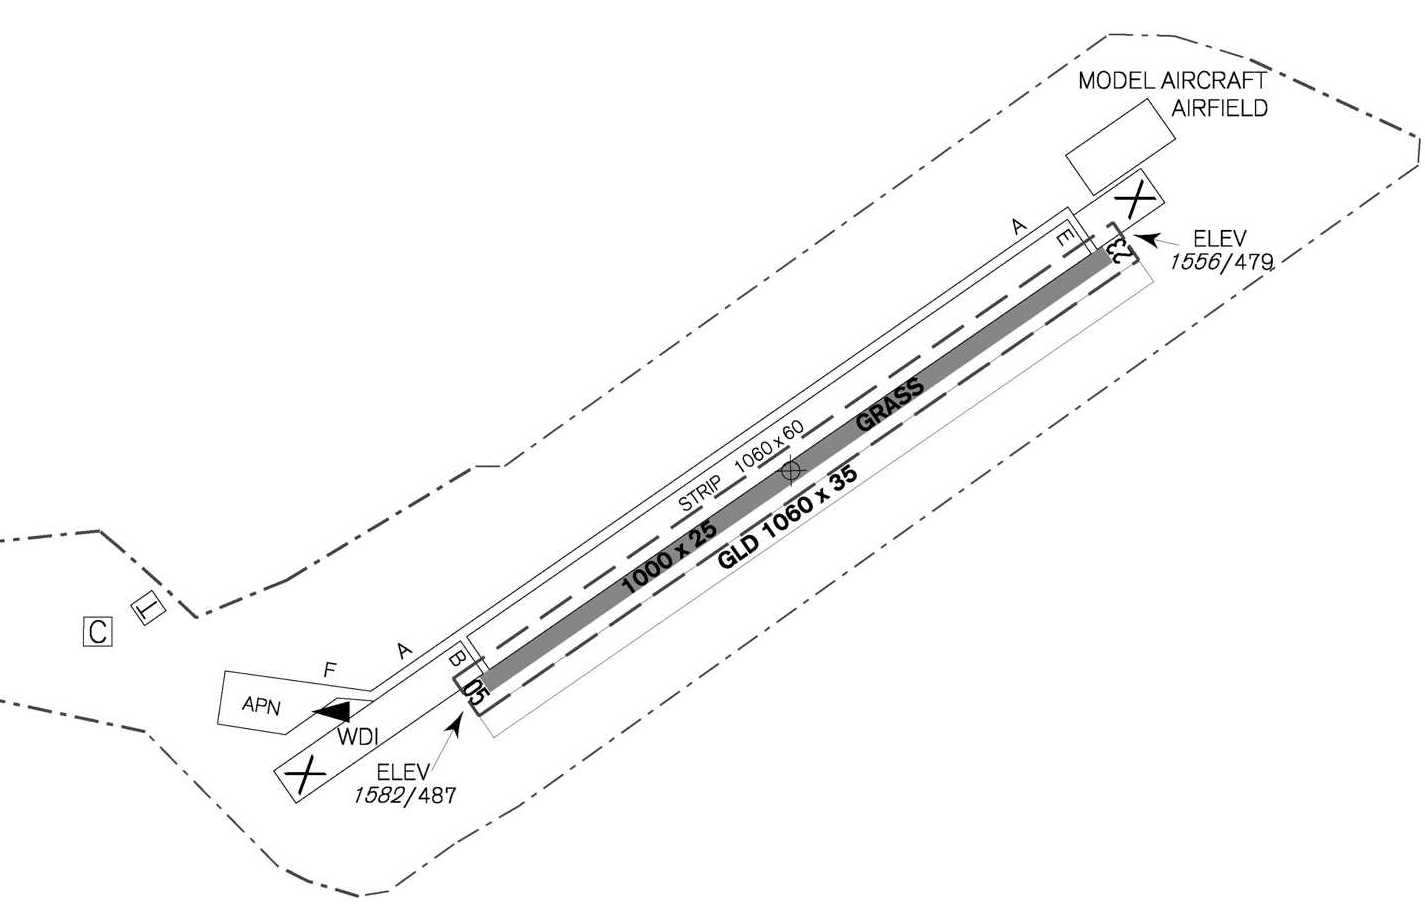 MODEL AIRCRAFT
AIRFIELD
A
E
23
ELEV
1556/479
GRASS
STRIP 1060 x 60
GLD 1060 x 35
1000 x 25
T
C
A
B
F
05
APN
WDI
ELEV
1582/487